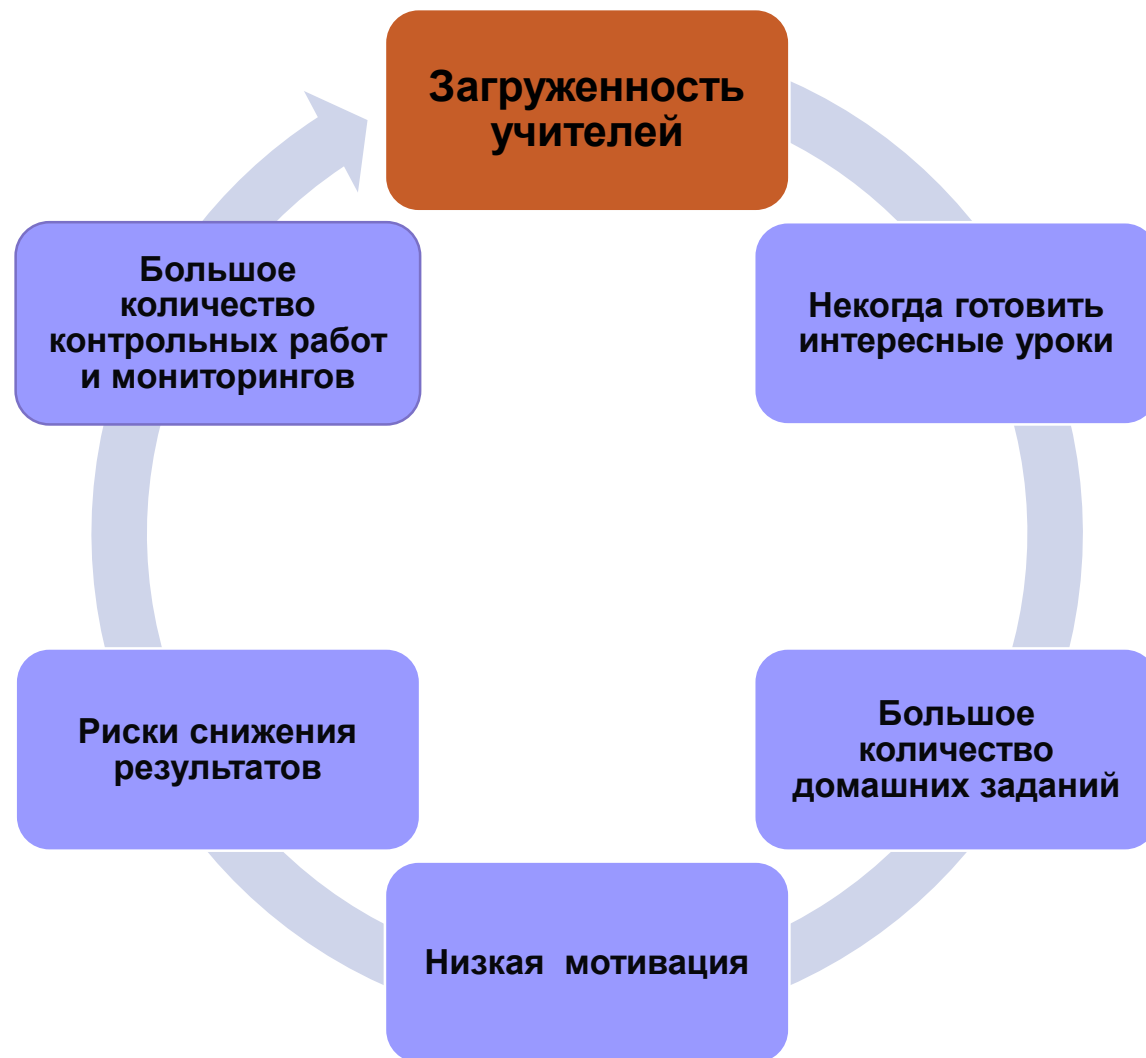 Загруженность
учителей
Некогда готовить
интересные уроки
Большое
количество
домашних заданий
Низкая мотивация
Риски снижения
результатов
Большое
количество
контрольных работ
и мониторингов